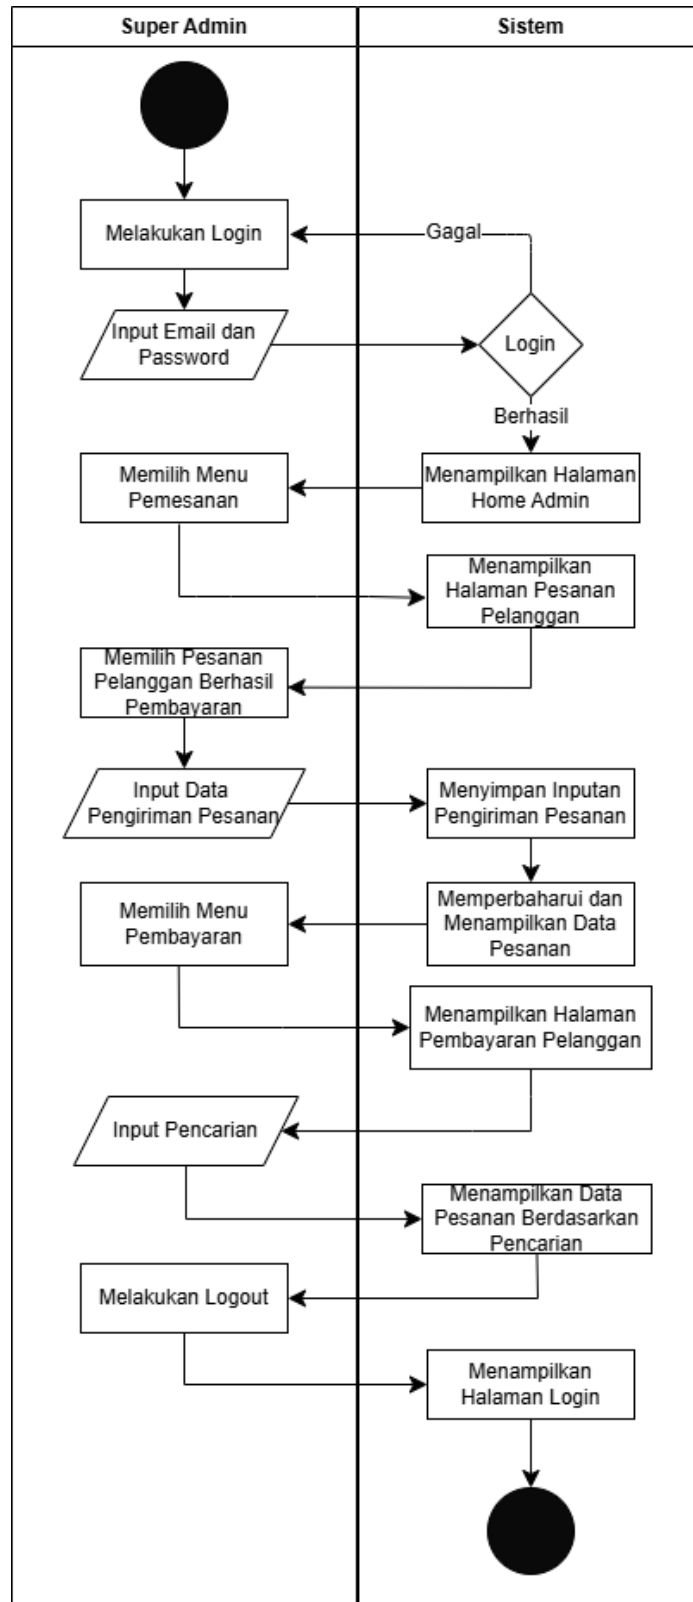 Super Admin
Sistem
Melakukan Login
Gagal
Input Email dan
Password
Login
Berhasil
Memilih Menu
Pemesanan
Menampilkan Halaman
Home Admin
Menampilkan
Halaman Pesanan
Pelanggan
Memilih Pesanan
Pelanggan Berhasil
Pembayaran
Input Data
Pengiriman Pesanan
Menyimpan Inputan
Pengiriman Pesanan
Memilih Menu
Pembayaran
Memperbaharui dan
Menampilkan Data
Pesanan
Menampilkan Halaman
Pembayaran Pelanggan
Input Pencarian
Menampilkan Data
Pesanan Berdasarkan
Pencarian
Melakukan Logout
Menampilkan
Halaman Login